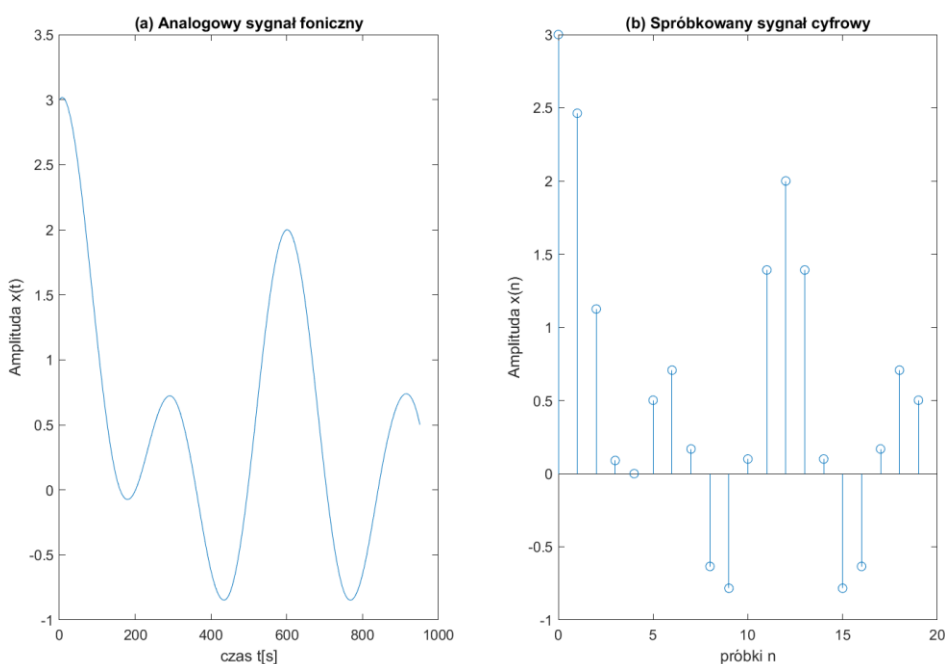 (a) Analogowy sygnał foniczny
3.5
3
2.5
2
1.5
1
0.5
0
-0.5
-1
Amplituda x(t)
0 200 400 600 800 1000
czas t[s]
(b) Spróbkowany sygnał cyfrowy
3
2.5
2
1.5
1
0.5
0
-0.5
-1
Amplituda x(n)
0 5 10 15 20
próbki n